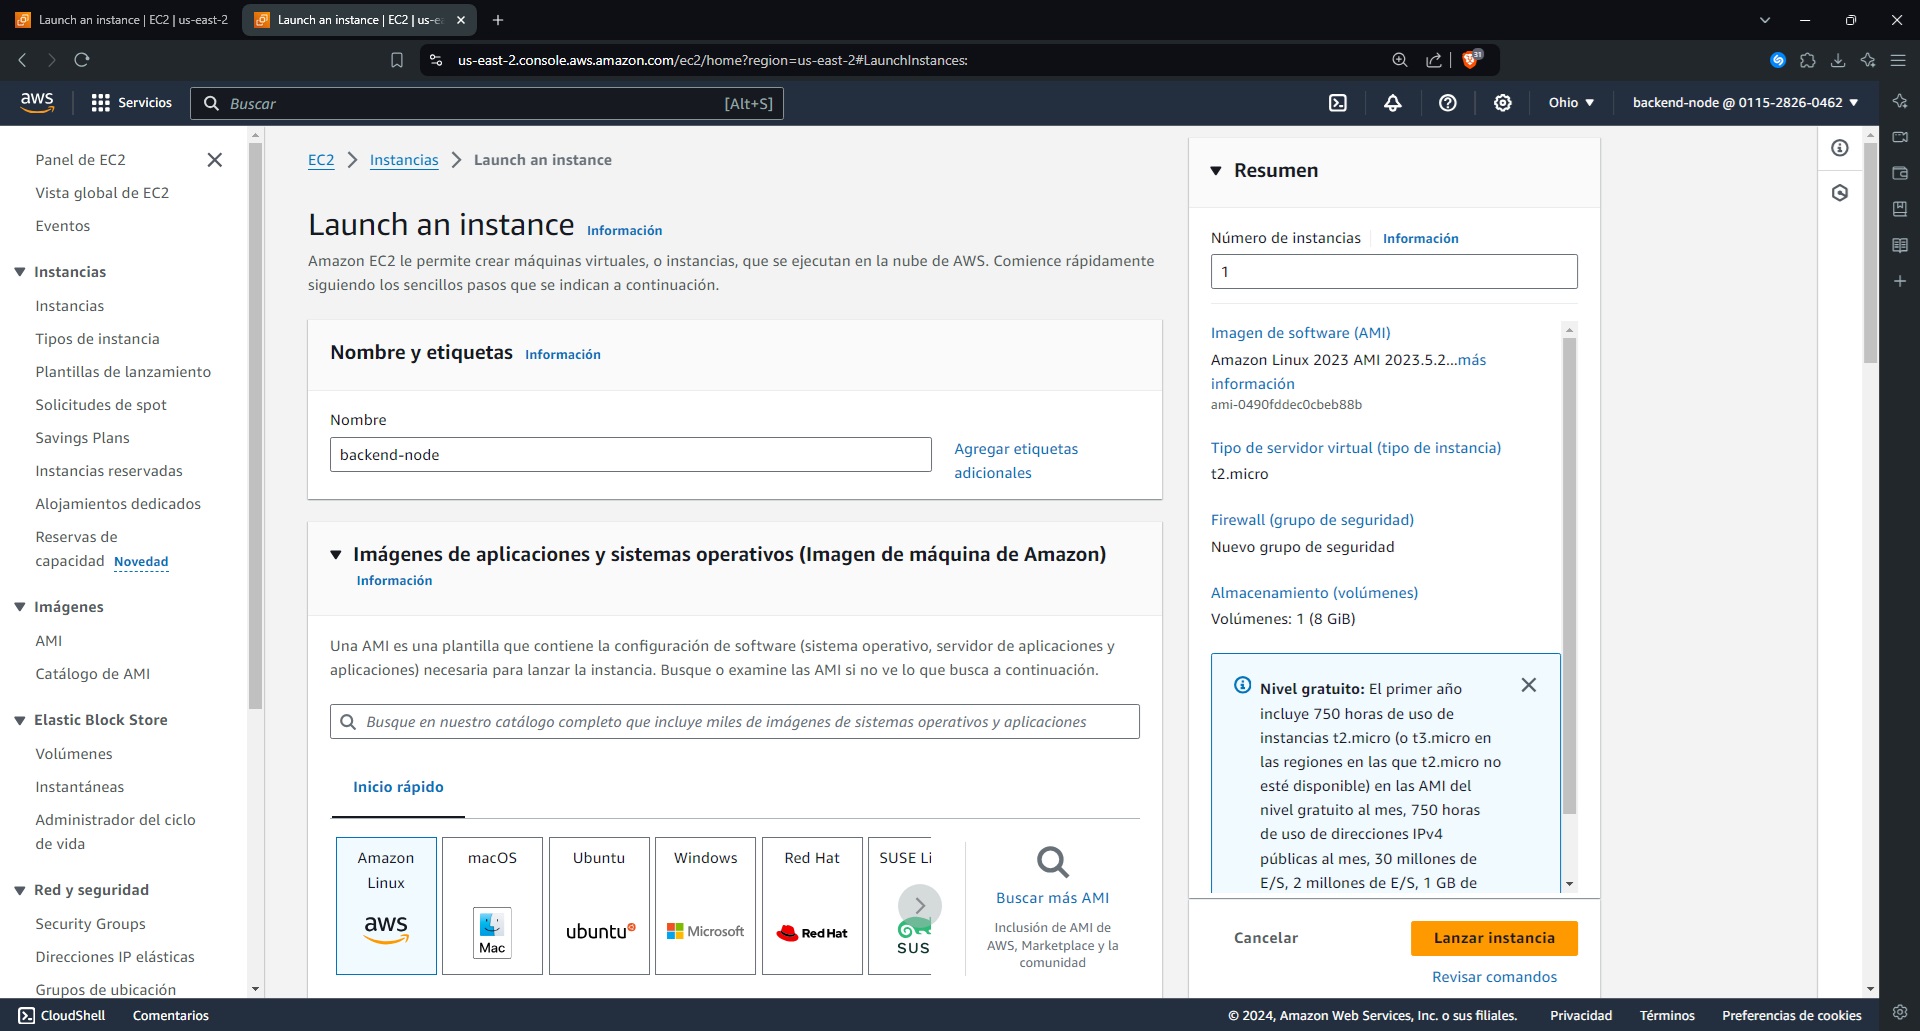 Launch an instance | EC2 | us-east-2
Launch an instance | EC2 | us-e
us-east-2.console.aws.amazon.com/ec2/home?region=us-east-2#LaunchInstances:
31
aws
Servicios
Buscar
[Alt+S]
Ohio
backend-node @ 0115-2826-0462
Panel de EC2
Vista global de EC2
Eventos
Instancias
Instancias
Tipos de instancia
Plantillas de lanzamiento
Solicitudes de spot
Savings Plans
Instancias reservadas
Alojamientos dedicados
Reservas de
capacidad Novedad
Imágenes
AMI
Catálogo de AMI
Elastic Block Store
Volúmenes
Instantáneas
Administrador del ciclo
de vida
Red y seguridad
Security Groups
Direcciones IP elásticas
Grupos de ubicación
EC2
Instancias
Launch an instance
Launch an instance Información
Amazon EC2 le permite crear máquinas virtuales, o instancias, que se ejecutan en la nube de AWS. Comience rápidamente
siguiendo los sencillos pasos que se indican a continuación.
Nombre y etiquetas Información
Nombre
backend-node
Agregar etiquetas
adicionales
Imágenes de aplicaciones y sistemas operativos (Imagen de máquina de Amazon)
Información
Una AMI es una plantilla que contiene la configuración de software (sistema operativo, servidor de aplicaciones y
aplicaciones) necesaria para lanzar la instancia. Busque o examine las AMI si no ve lo que busca a continuación.
Busque en nuestro catálogo completo que incluye miles de imágenes de sistemas operativos y aplicaciones
Inicio rápido
Amazon
Linux
aws
macOS
Mac
Ubuntu
ubuntu
Windows
Microsoft
Red Hat
Red Hat
SUSE Li
SUS
Buscar más AMI
Inclusión de AMI de
AWS, Marketplace y la
comunidad
Resumen
Número de instancias Información
1
Imagen de software (AMI)
Amazon Linux 2023 AMI 2023.5.2...más
información
ami-0490fddec0cbeb88b
Tipo de servidor virtual (tipo de instancia)
t2.micro
Firewall (grupo de seguridad)
Nuevo grupo de seguridad
Almacenamiento (volúmenes)
Volúmenes: 1 (8 GiB)
Nivel gratuito: El primer año
incluye 750 horas de uso de
instancias t2.micro (o t3.micro en
las regiones en las que t2.micro no
esté disponible) en las AMI del
nivel gratuito al mes, 750 horas
de uso de direcciones IPv4
públicas al mes, 30 millones de
E/S, 2 millones de E/S, 1 GB de
Cancelar
Lanzar instancia
Revisar comandos
CloudShell
Comentarios
© 2024, Amazon Web Services, Inc. o sus filiales.
Privacidad
Términos
Preferencias de cookies